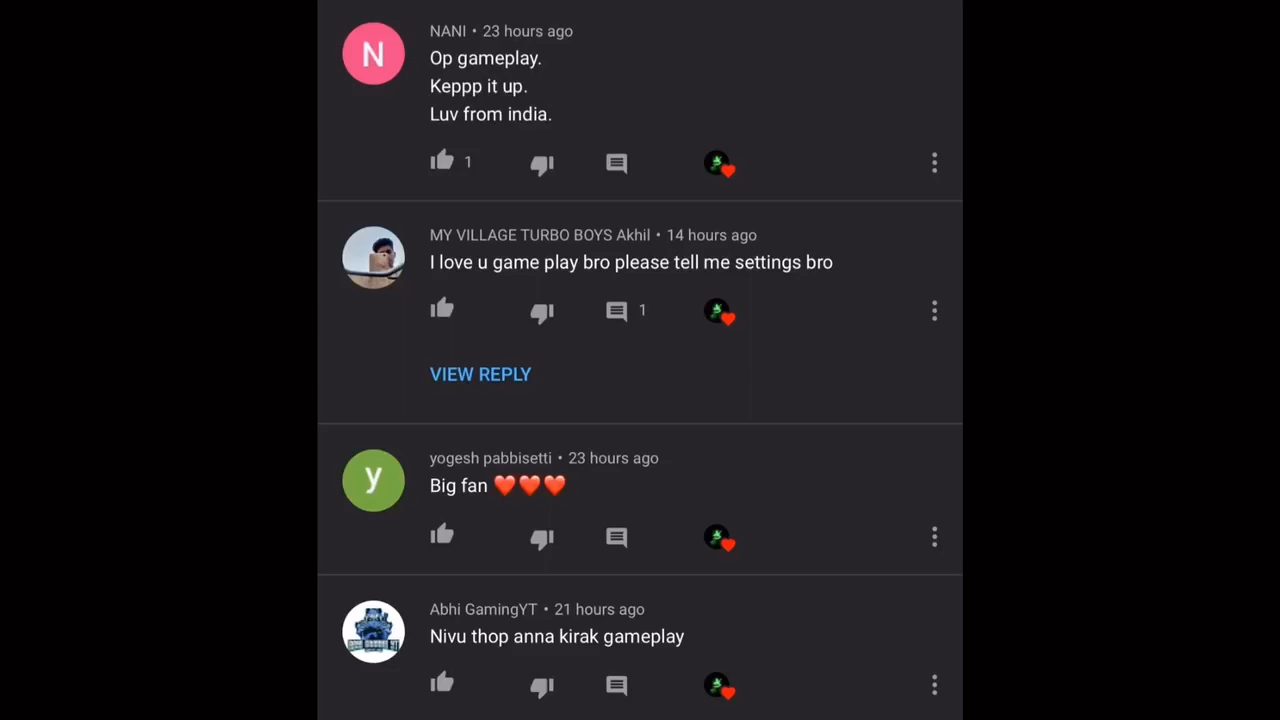 N
NANI • 23 hours ago
Op gameplay.
Keppp it up.
Luv from india.
1
MY VILLAGE TURBO BOYS Akhil • 14 hours ago
I love u game play bro please tell me settings bro
1
VIEW REPLY
y
yogesh pabbisetti • 23 hours ago
Big fan ❤️❤️❤️
Abhi GamingYT • 21 hours ago
Nivu thop anna kirak gameplay